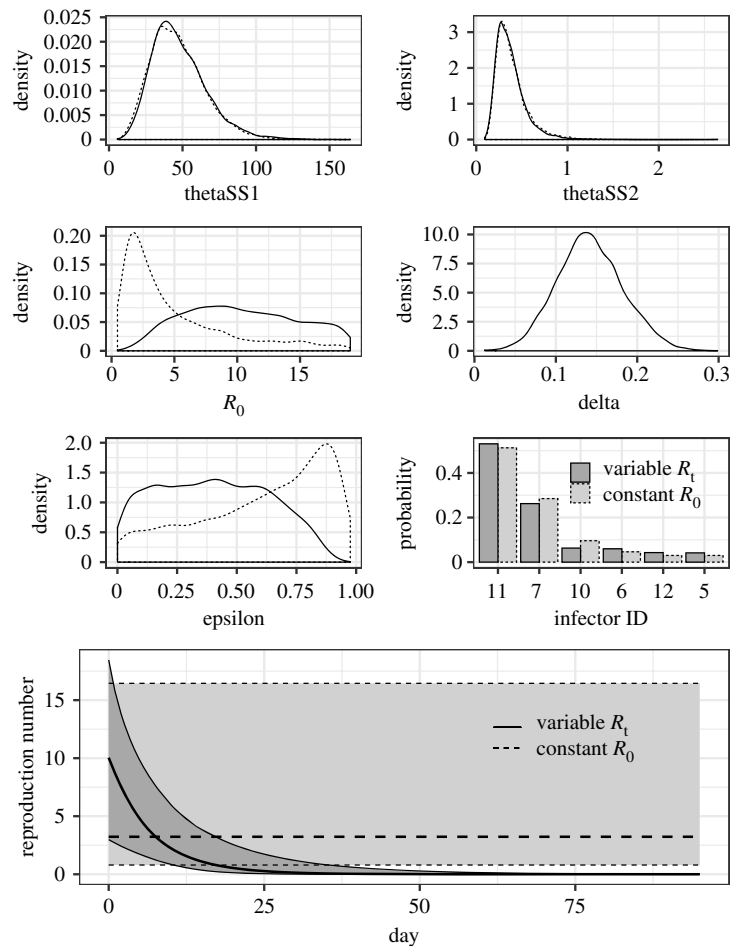 density
0.025
0.020
0.015
0.010
0.005
0
0 50 100 150
thetaSS1
density
3
2
1
0
0 1 2
thetaSS2
density
0.20
0.15
0.10
0.05
0
0 5 10 15
R0
density
10.0
7.5
5.0
2.5
0
0 0.1 0.2 0.3
delta
density
2.0
1.5
1.0
0.5
0
0 0.25 0.50 0.75 1.00
epsilon
probability
0.4
0.2
0
variable Rt
constant R0
11 7 10 6 12 5
infector ID
reproduction number
15
10
5
0
variable Rt
constant R0
0 25 50 75
day